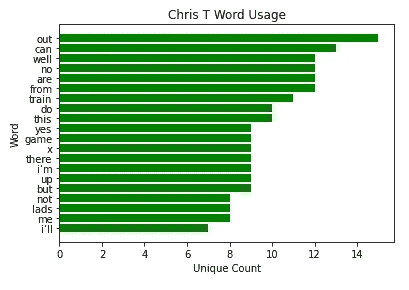 Chris T Word Usage
out
can
well
no
are
from
train
do
this
yes
game
x
there
i'm
up
but
not
lads
me
i'll
Word
0 2 4 6 8 10 12 14
Unique Count